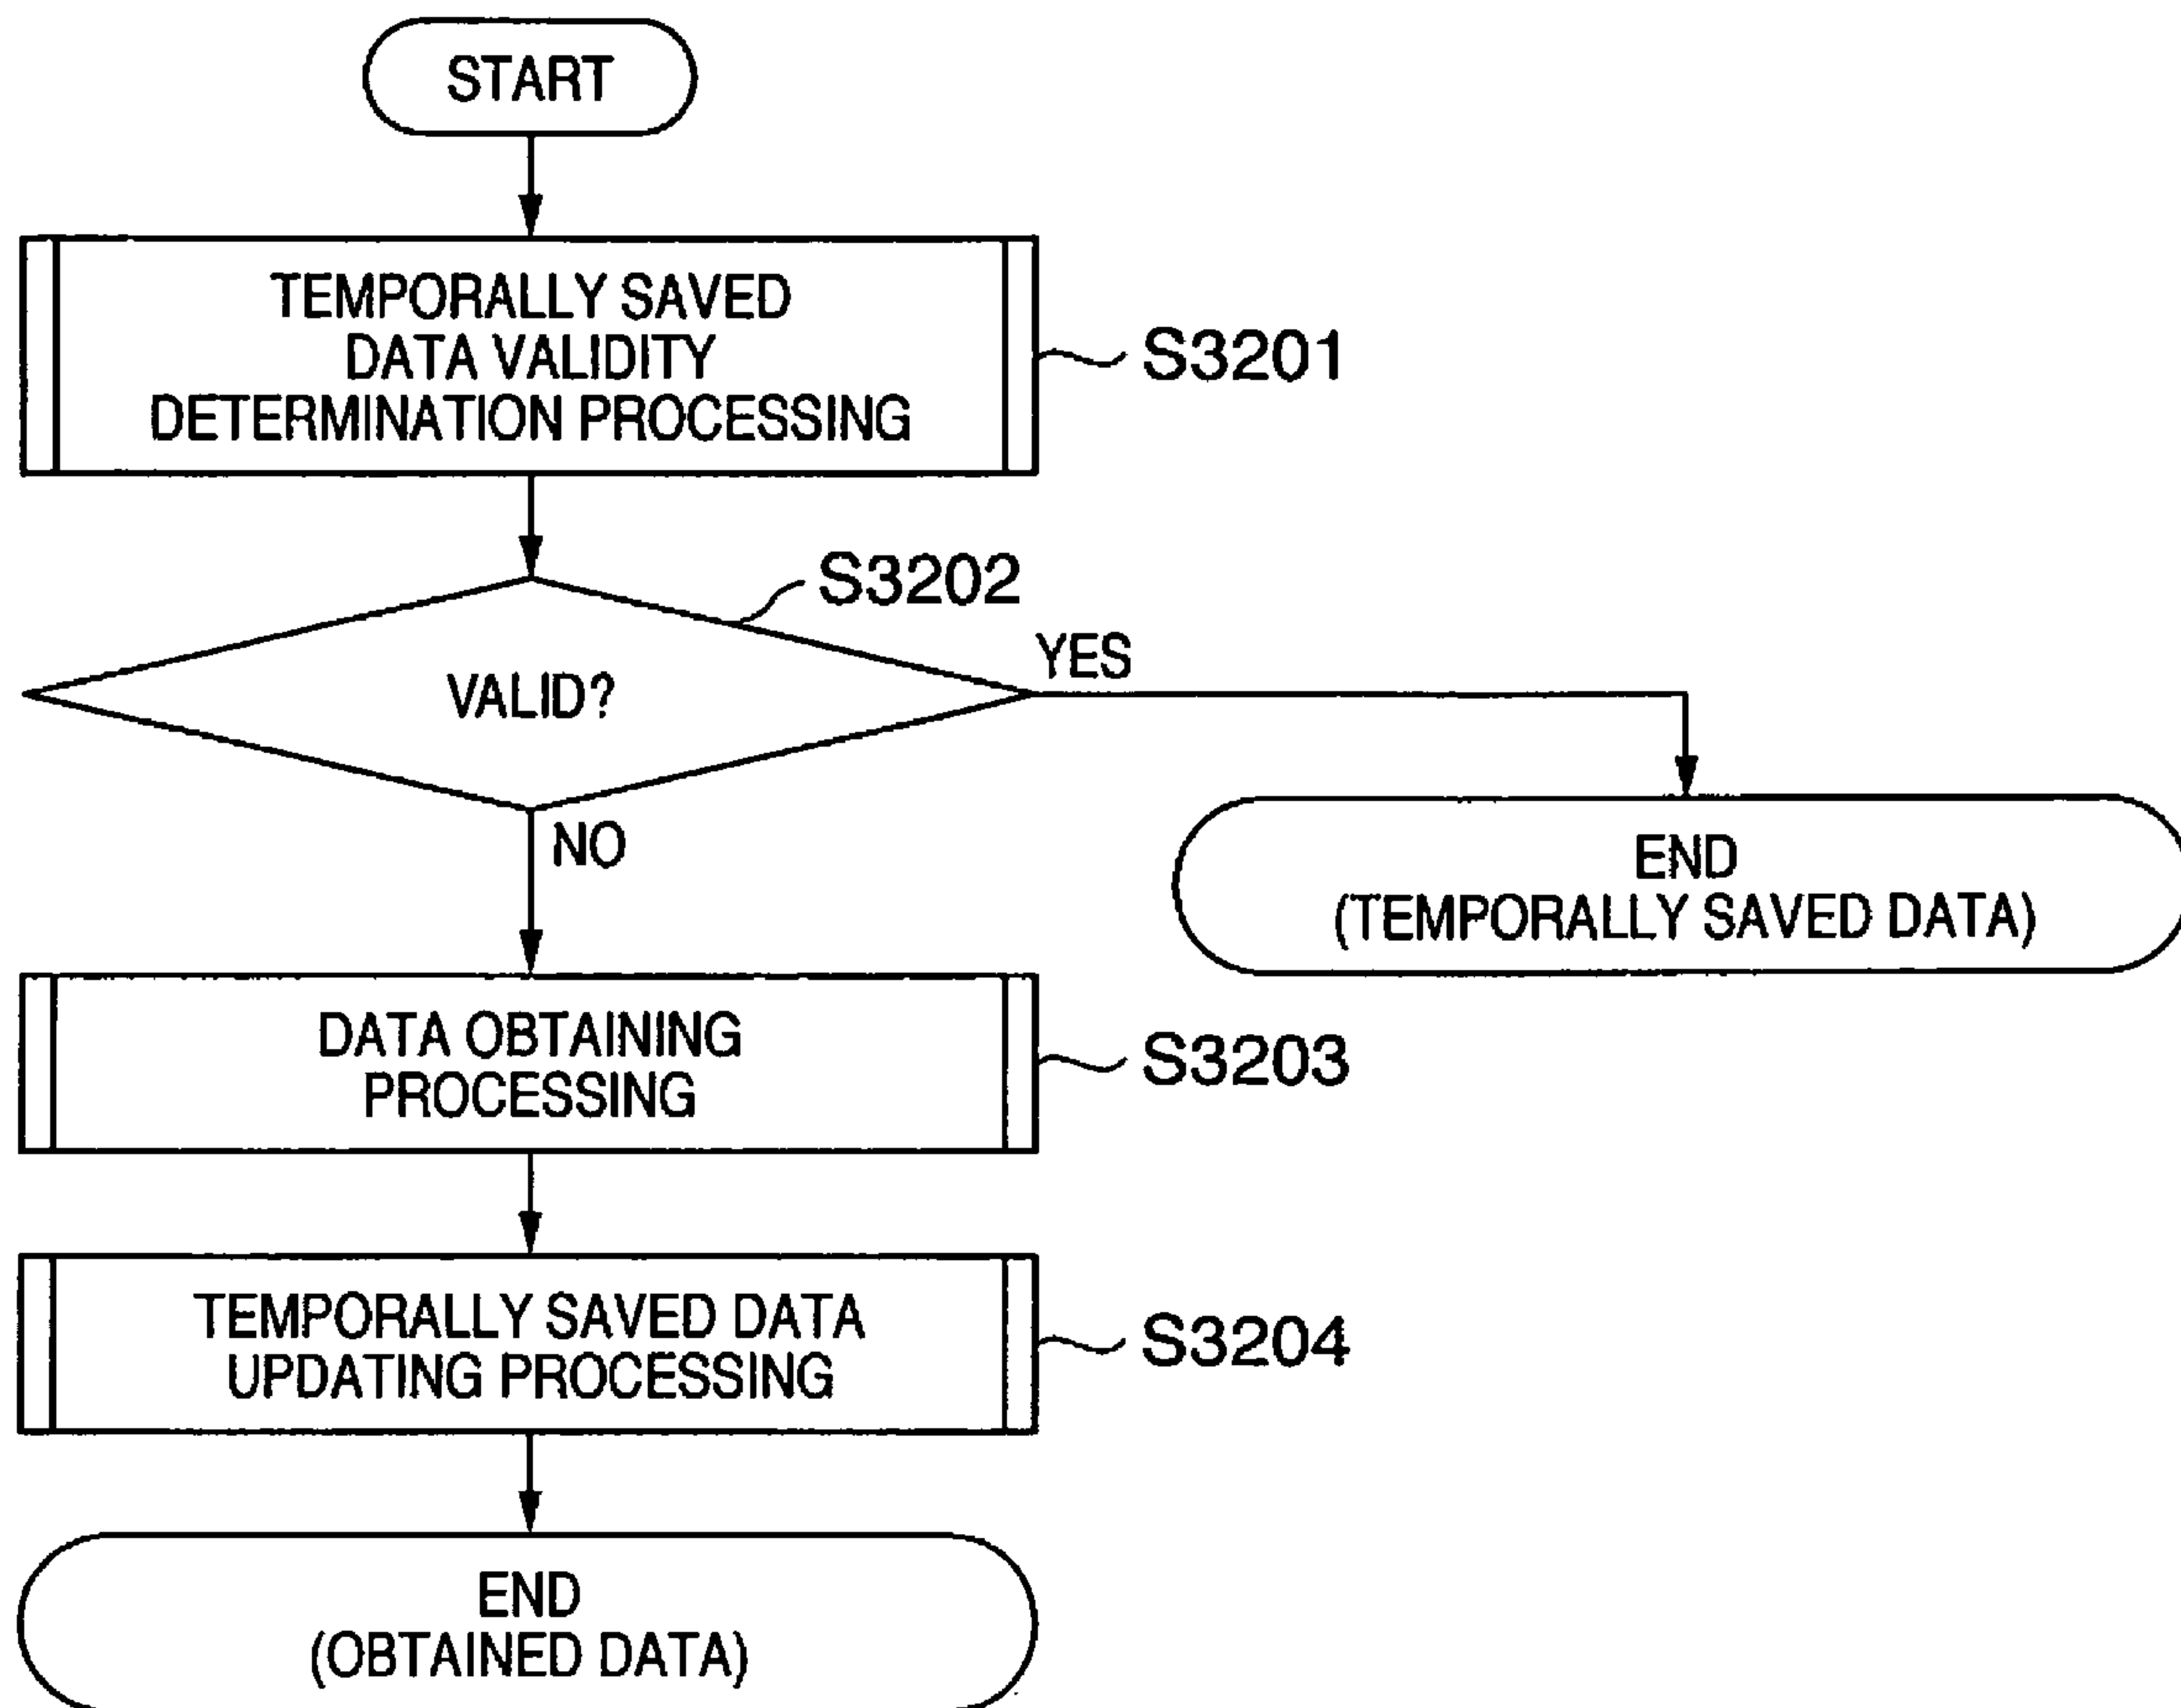 START
TEMPORALLY SAVED
DATA VALIDITY
DETERMINATION PROCESSING
S3201
S3202
VALID?
YES
NO
END
(TEMPORALLY SAVED DATA)
DATA OBTAINING
PROCESSING
S3203
TEMPORALLY SAVED DATA
UPDATING PROCESSING
S3204
END
(OBTAINED DATA)